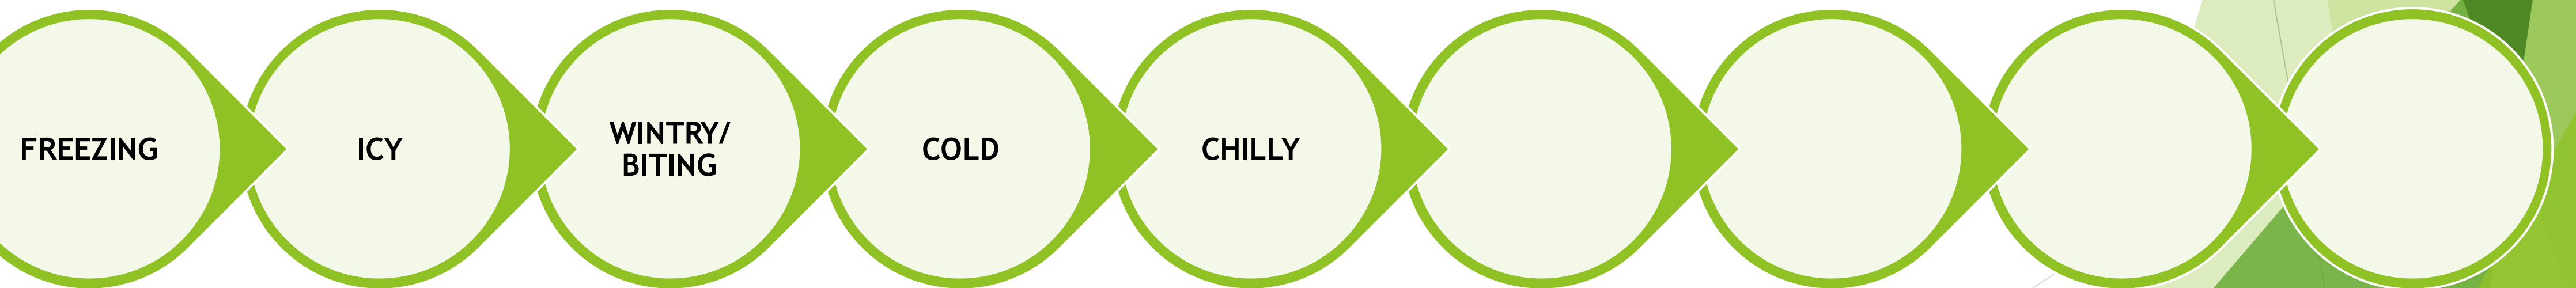 FREEZING
ICY
WINTRY/
BITING
COLD
CHILLY